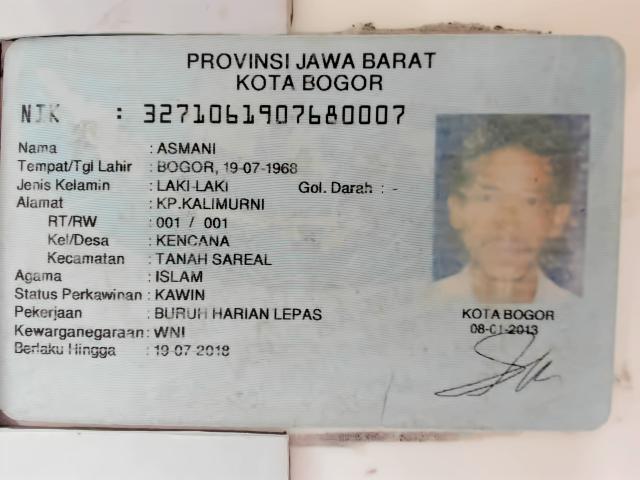 PROVINSI JAWA BARAT
KOTA BOGOR
NIK : 3271061907680007
Nama : ASMANI
Tempat/Tgl Lahir : BOGOR, 19-07-1968
Jenis Kelamin : LAKI-LAKI Gol. Darah : -
Alamat : KP.KALIMURNI
RT/RW : 001 / 001
Kel/Desa : KENCANA
Kecamatan : TANAH SAREAL
Agama : ISLAM
Status Perkawinan : KAWIN
Pekerjaan : BURUH HARIAN LEPAS
Kewarganegaraan : WNI
Berlaku Hingga : 19-07-2018
KOTA BOGOR
08-01-2013